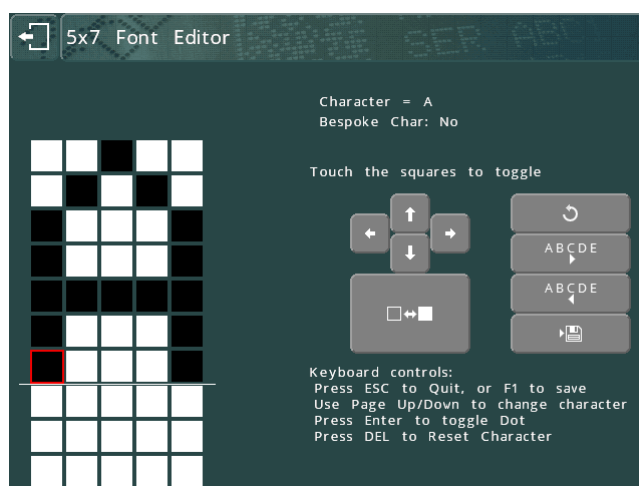 5x7 Font Editor
SER ABC
Character = A
Bespoke Char: No
Touch the squares to toggle
ABCDE
ABCDE
Keyboard controls:
Press ESC to Quit, or F1 to save
Use Page Up/Down to change character
Press Enter to toggle Dot
Press DEL to Reset Character